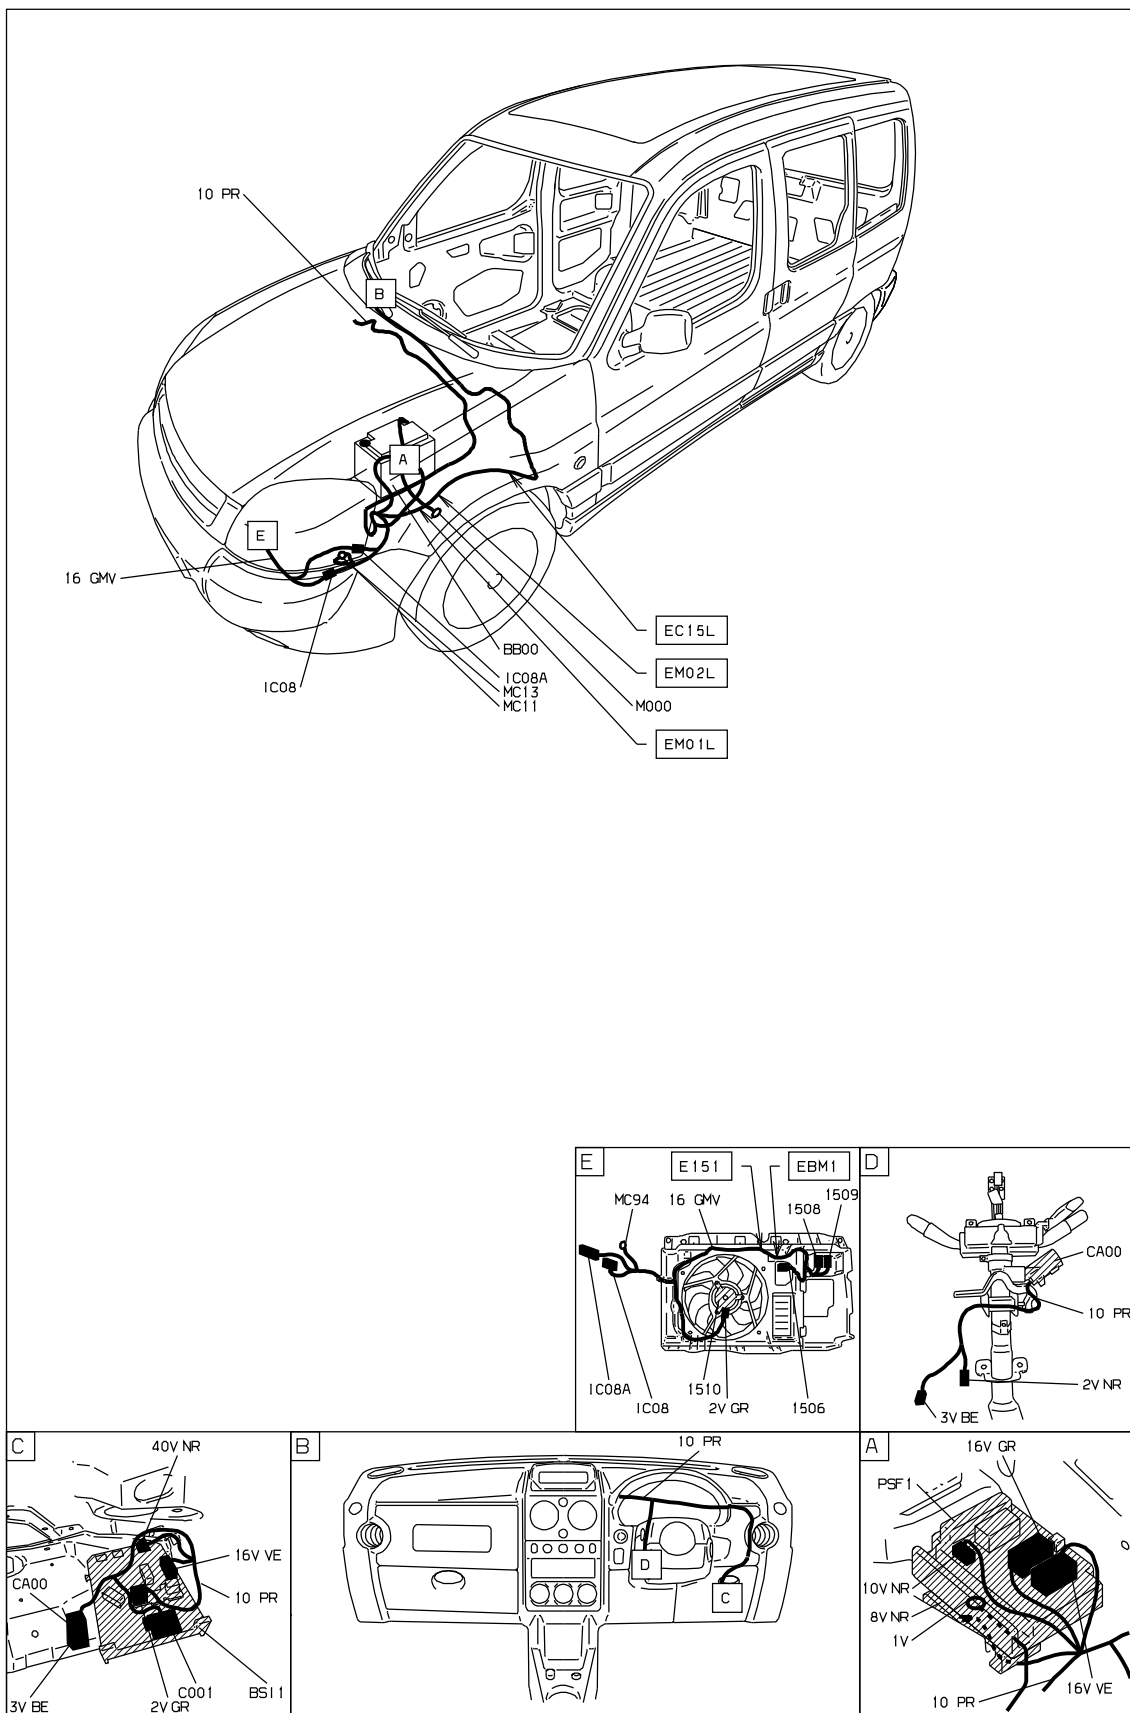 10 PR
B
A
E
16 GMV
EC15L
BB00
EM02L
IC08A
IC08
MC13
MC11
M000
EM01L
E
E151
EBM1
D
MC94
16 GMV
1508
1509
CA00
10 PR
IC08A
IC08
1510
2V GR
1506
2V NR
3V BE
C
40V NR
B
10 PR
A
16V GR
PSF1
16V VE
CA00
10 PR
D
C
10V NR
8V NR
1V
3V BE
C001
2V GR
BSI1
10 PR
16V VE